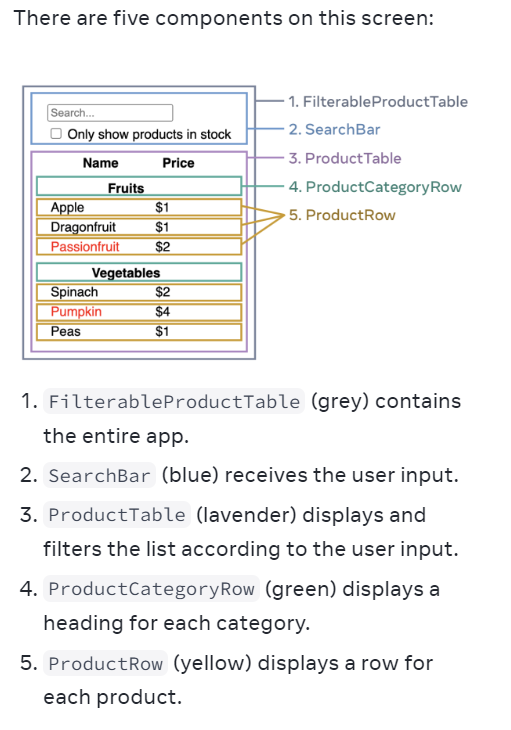 There are five components on this screen:
Search...
Only show products in stock
Name Price
Fruits
Apple $1
Dragonfruit $1
Passionfruit $2
Vegetables
Spinach $2
Pumpkin $4
Peas $1
1. FilterableProductTable
2. SearchBar
3. ProductTable
4. ProductCategoryRow
5. ProductRow
1. FilterableProductTable (grey) contains
the entire app.
2. SearchBar (blue) receives the user input.
3. ProductTable (lavender) displays and
filters the list according to the user input.
4. ProductCategoryRow (green) displays a
heading for each category.
5. ProductRow (yellow) displays a row for
each product.